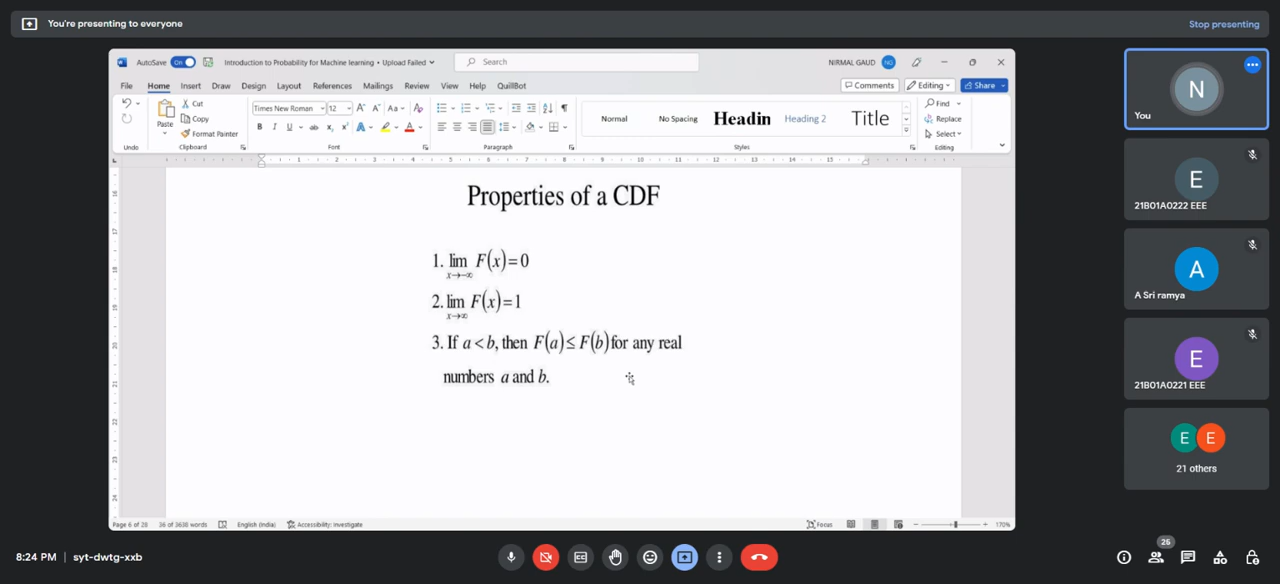 You're presenting to everyone
Stop presenting
AutoSave On Introduction to Probability for Machine learning • Upload Failed
Search
NIRMAL GAUD NG
File Home Insert Draw Design Layout References Mailings Review View Help QuillBot
Comments Editing Share
Paste
Cut
Copy
Format Painter
Times New Roman 12
Normal No Spacing Headin Heading 2 Title
Find
Replace
Select
Undo Clipboard Font Paragraph Styles Editing
Properties of a CDF
1. lim F(x)=0
x→-∞
2. lim F(x)=1
x→∞
3. If a < b, then F(a) ≤ F(b) for any real
numbers a and b.
Page 6 of 28 36 of 3638 words English (India) Accessibility: Investigate
Focus 170%
N
You
E
21B01A0222 EEE
A
A Sri ramya
E
21B01A0221 EEE
E E
21 others
8:24 PM | syt-dwtg-xxb
25